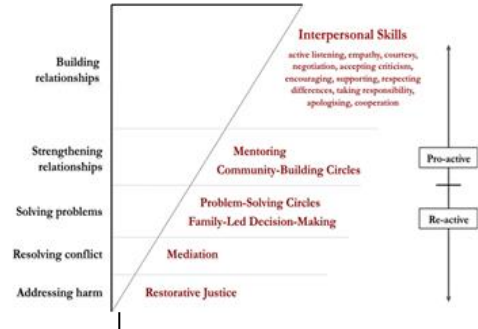 Building
relationships
Interpersonal Skills
active listening, empathy, courtesy,
negotiation, accepting criticism,
encouraging, supporting, respecting
differences, taking responsibility,
apologising, cooperation
Strengthening
relationships
Mentoring
Community-Building Circles
Pro-active
Solving problems
Problem-Solving Circles
Family-Led Decision-Making
Re-active
Resolving conflict
Mediation
Addressing harm
Restorative Justice